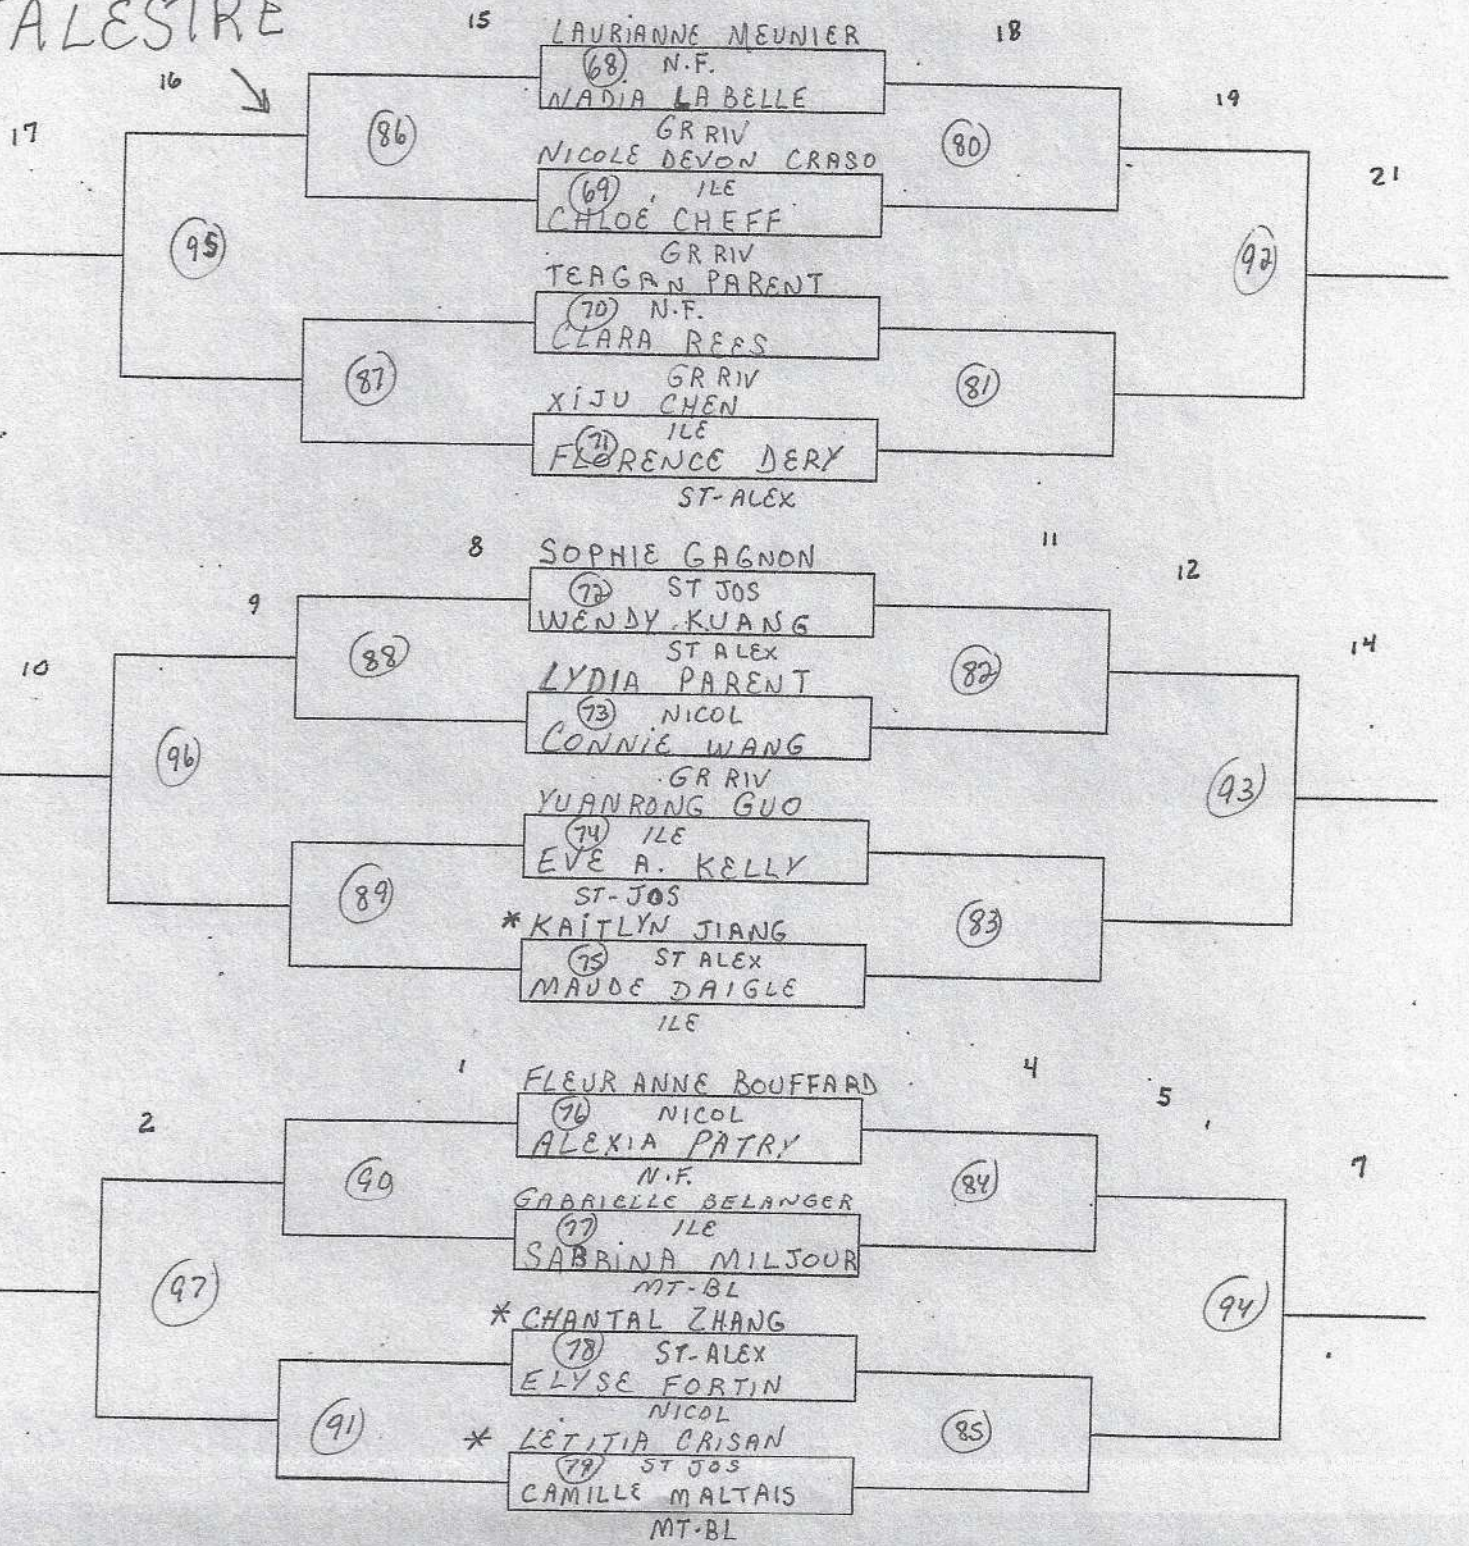 ALESTRE
15
18
16
19
17
21
LAURIANNE MEUNIER
68 N.F.
NADIA LABELLE
GR RIV
86
80
NICOLE DEVON CRASO
69 ILE
CHLOÉ CHEFF
GR RIV
95
92
TEAGAN PARENT
70 N.F.
CLARA REES
GR RIV
87
81
XIJU CHEN
71 ILE
FLORENCE DERY
ST-ALEX
8
11
9
12
10
14
SOPHIE GAGNON
72 ST JOS
WENDY KUANG
ST ALEX
88
82
LYDIA PARENT
73 NICOL
CONNIE WANG
GR RIV
96
93
YUANRONG GUO
74 ILE
EVE A. KELLY
ST-JOS
89
83
* KAITLYN JIANG
75 ST ALEX
MAUDE DAIGLE
ILE
1
4
2
5
7
FLEUR ANNE BOUFFARD
76 NICOL
ALEXIA PATRY
N.F.
90
84
GABRIELLE BELANGER
77 ILE
SABRINA MILJOUR
MT-BL
97
94
* CHANTAL ZHANG
78 ST-ALEX
ELYSE FORTIN
NICOL
91
85
* LETITIA CRISAN
79 ST JOS
CAMILLE MALTAIS
MT-BL